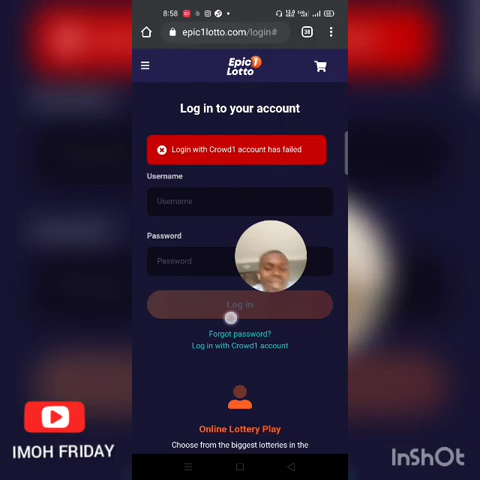 8:58
38
epic1lotto.com/login#
Epic1
Lotto
Log in to your account
Login with Crowd1 account has failed
Username
Username
Password
Password
Log in
Forgot password?
Log in with Crowd1 account
Online Lottery Play
Choose from the biggest lotteries in the
IMOH FRIDAY
InShOt